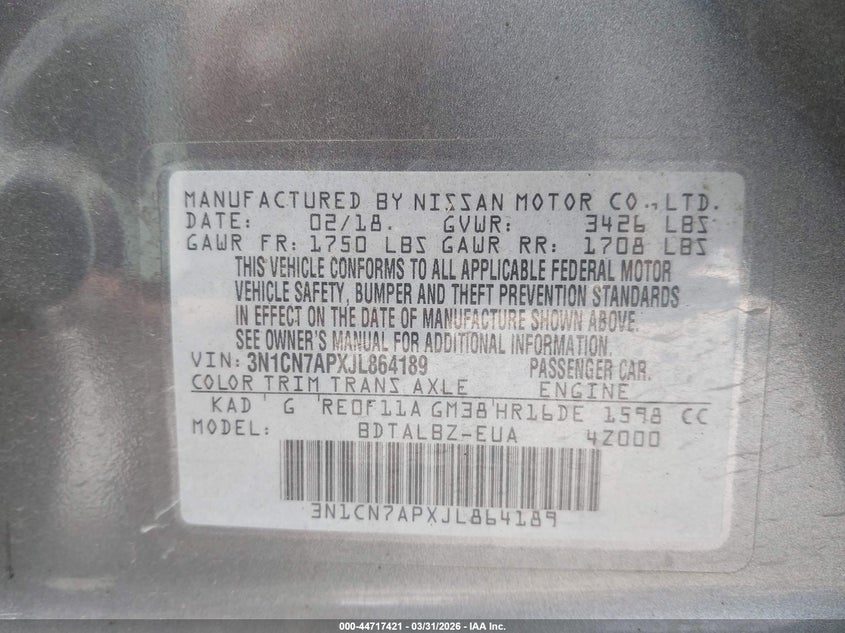 MANUFACTURED BY NISSAN MOTOR CO., LTD.
DATE: 02/18. GVWR: 3426 LBS
GAWR FR: 1750 LBS GAWR RR: 1708 LBS
THIS VEHICLE CONFORMS TO ALL APPLICABLE FEDERAL MOTOR
VEHICLE SAFETY, BUMPER AND THEFT PREVENTION STANDARDS
IN EFFECT ON THE DATE OF MANUFACTURE SHOWN ABOVE.
SEE OWNER'S MANUAL FOR ADDITIONAL INFORMATION.
VIN: 3N1CN7APXJL864189 PASSENGER CAR.
COLOR TRIM TRANS AXLE ENGINE
KAD G RE0F11A GM38 HR16DE 1598 CC
MODEL: BDTALBZ-EUA 4Z000
3N1CN7APXJL864189
000-44717421 - 03/31/2026 - IAA Inc.